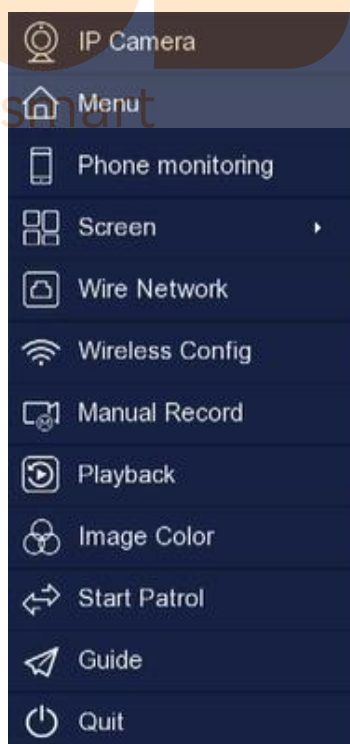 IP Camera
Menu
smart
Phone monitoring
Screen
Wire Network
Wireless Config
Manual Record
Playback
Image Color
Start Patrol
Guide
Quit